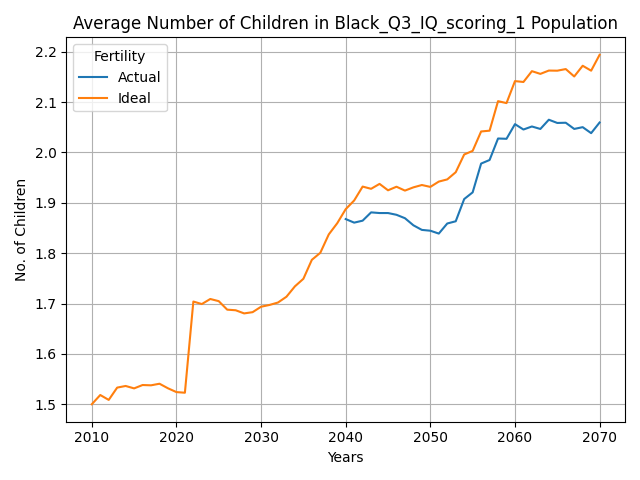 Average Number of Children in Black_Q3_IQ_scoring_1 Population
Fertility
Actual
Ideal
No. of Children
2.2
2.1
2.0
1.9
1.8
1.7
1.6
1.5
2010 2020 2030 2040 2050 2060 2070
Years